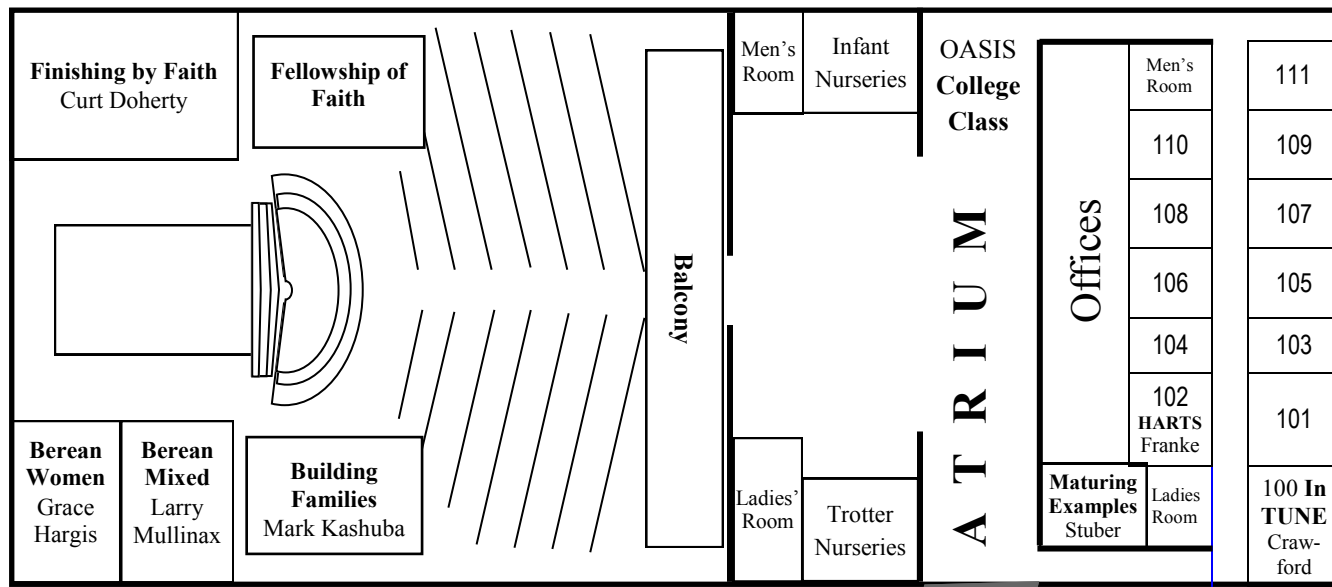 Finishing by Faith
Curt Doherty
Fellowship of
Faith
Berean
Women
Grace
Hargis
Berean
Mixed
Larry
Mullinax
Building
Families
Mark Kashuba
Balcony
Men's
Room
Infant
Nurseries
Ladies'
Room
Trotter
Nurseries
OASIS
College
Class
ATRIUM
Offices
Maturing
Examples
Stuber
Men's
Room
110
108
106
104
102
HARTS
Franke
Ladies
Room
111
109
107
105
103
101
100 In
TUNE
Craw-
ford